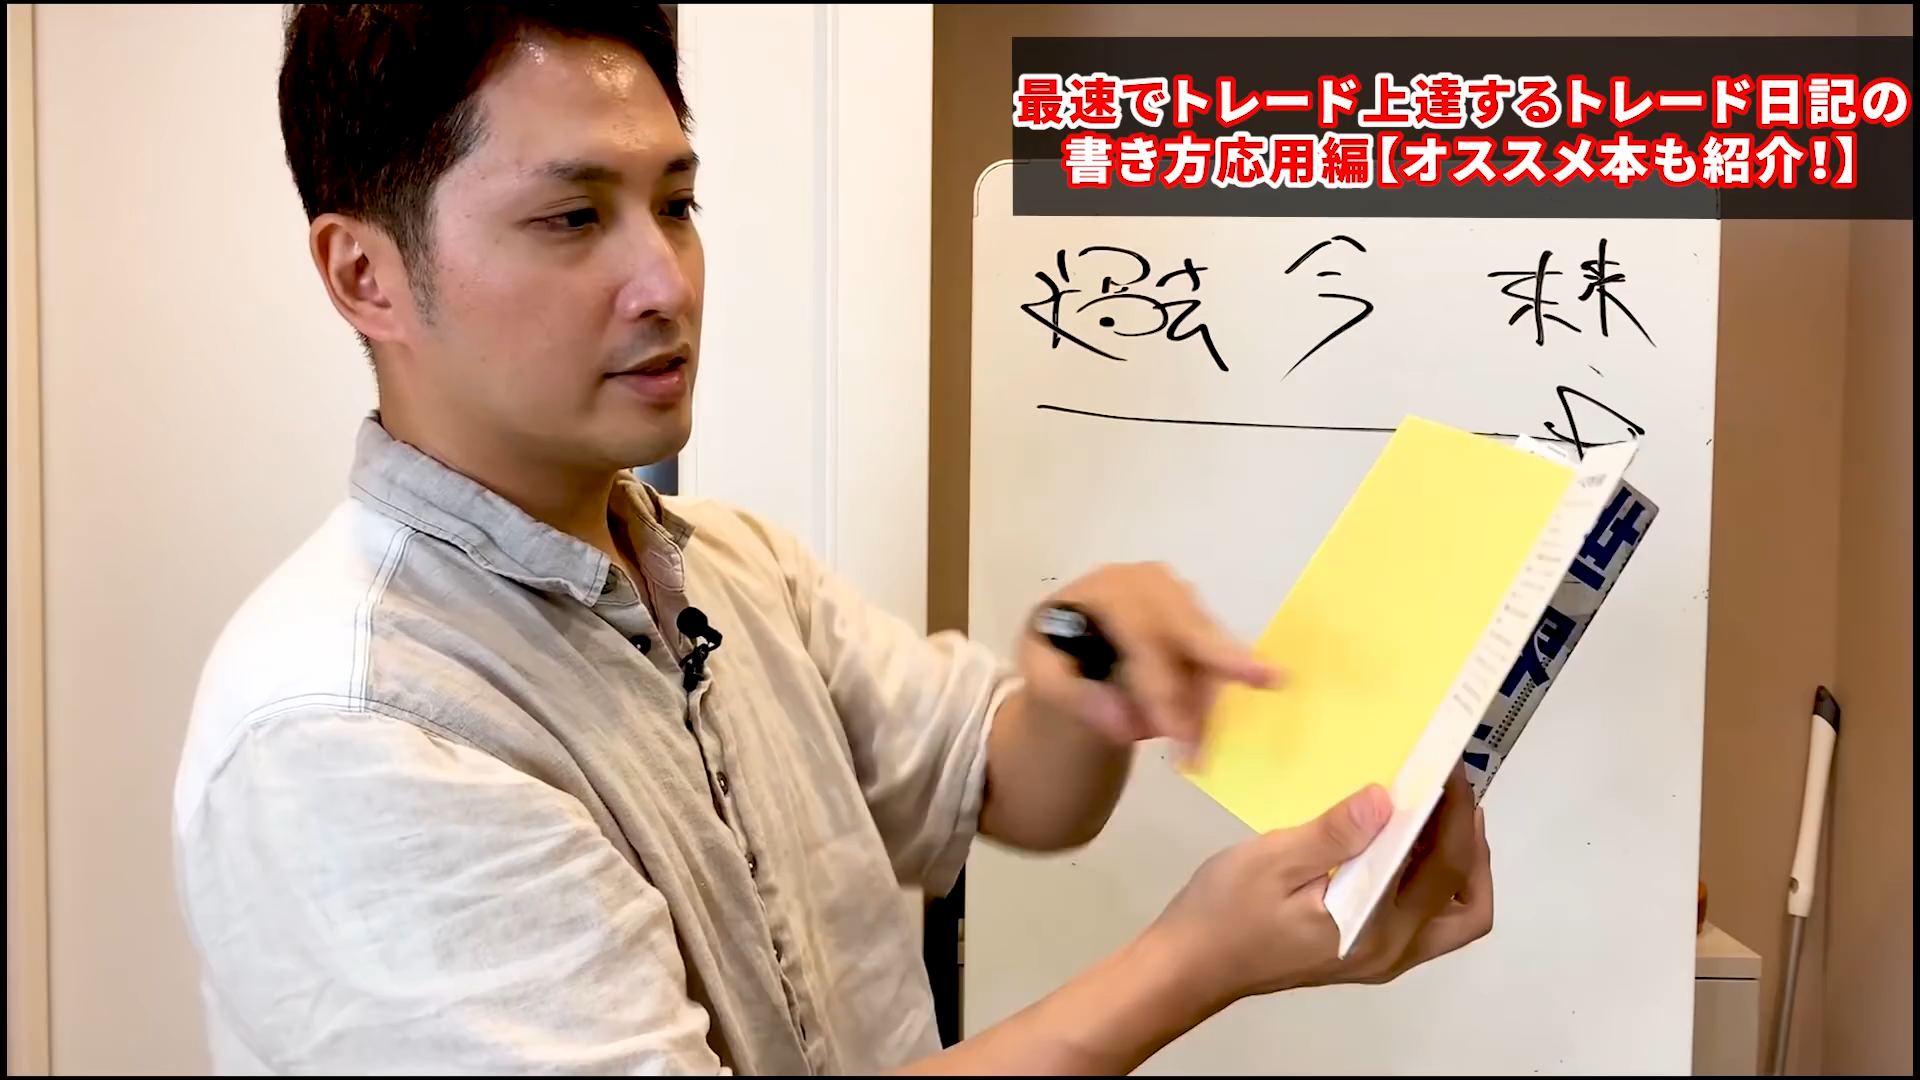 最速でトレード上達するトレード日記の
書き方応用編【オススメ本も紹介!】
過去 今 未来